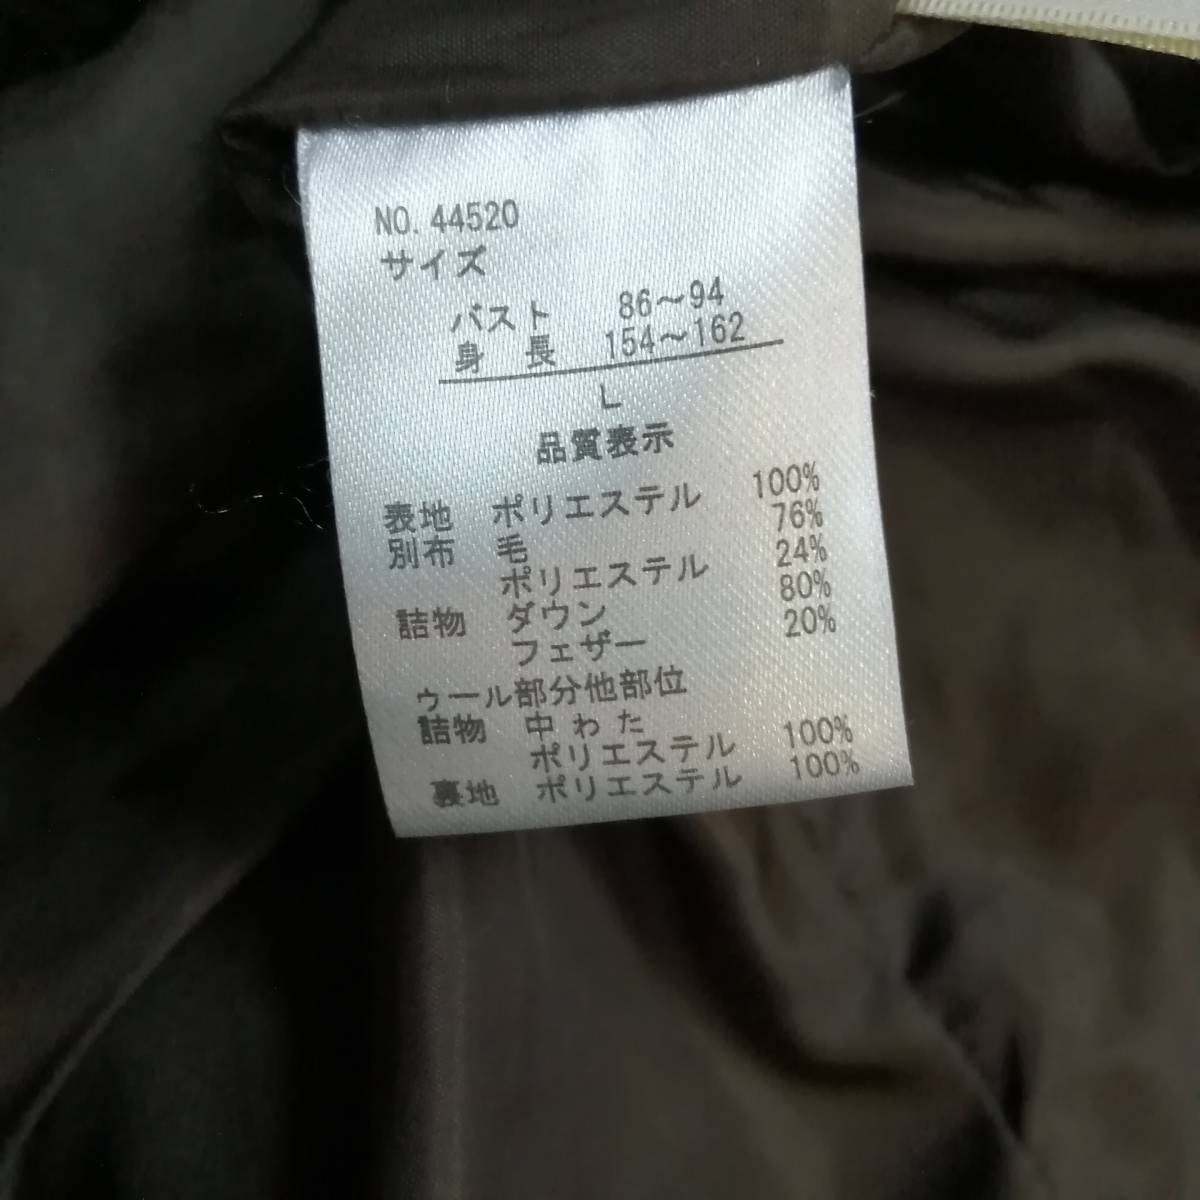 NO. 44520
サイズ
バスト 86～94
身長 154～162
L
品質表示
表地 ポリエステル 100%
別布 毛 76%
ポリエステル 24%
詰物 ダウン 80%
フェザー 20%
ゥール部分他部位
詰物 中わた
ポリエステル 100%
裏地 ポリエステル 100%